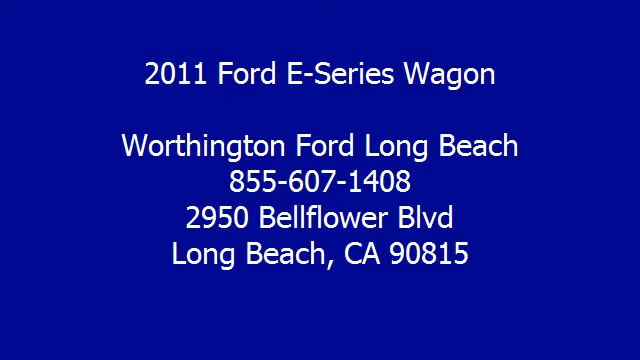 2011 Ford E-Series Wagon
Worthington Ford Long Beach
855-607-1408
2950 Bellflower Blvd
Long Beach, CA 90815